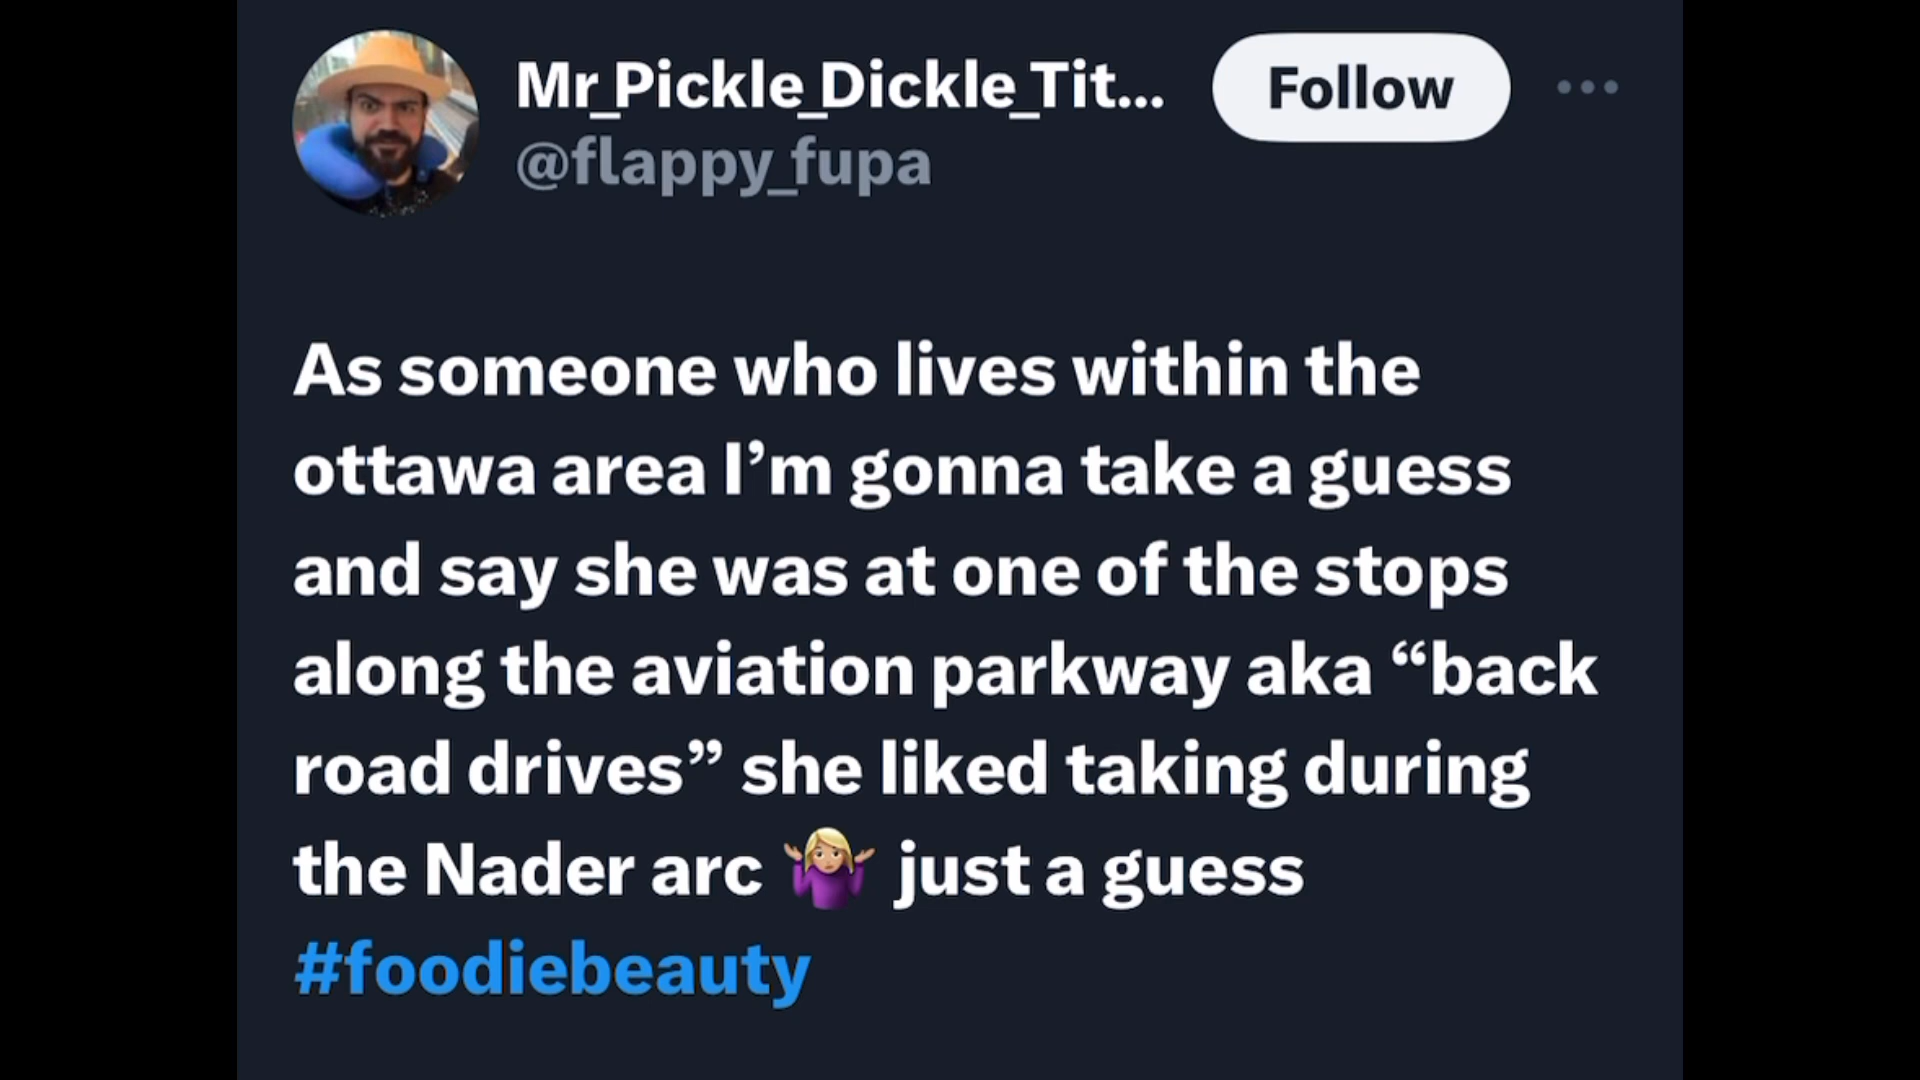 Mr_Pickle_Dickle_Tit...
Follow
@flappy_fupa
As someone who lives within the
ottawa area I’m gonna take a guess
and say she was at one of the stops
along the aviation parkway aka “back
road drives” she liked taking during
the Nader arc 🤷🏼‍♀️ just a guess
#foodiebeauty